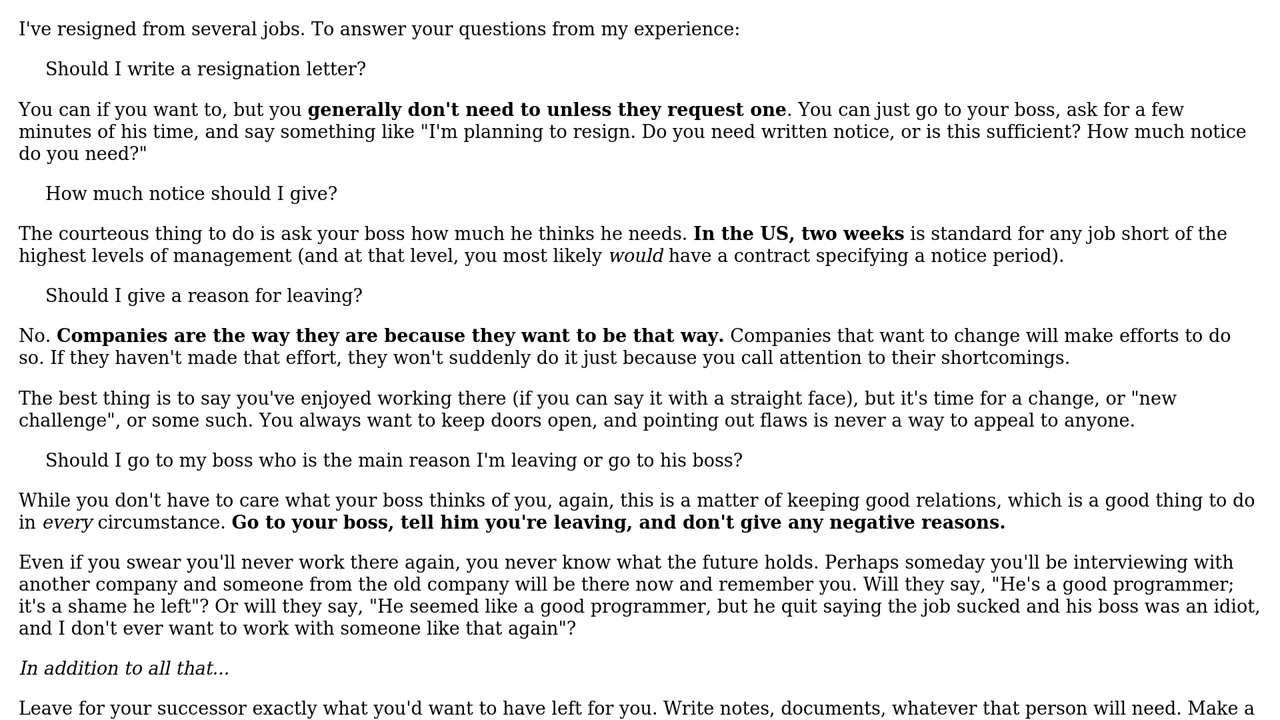 I've resigned from several jobs. To answer your questions from my experience:
Should I write a resignation letter?
You can if you want to, but you generally don't need to unless they request one. You can just go to your boss, ask for a few
minutes of his time, and say something like "I'm planning to resign. Do you need written notice, or is this sufficient? How much notice
do you need?"
How much notice should I give?
The courteous thing to do is ask your boss how much he thinks he needs. In the US, two weeks is standard for any job short of the
highest levels of management (and at that level, you most likely would have a contract specifying a notice period).
Should I give a reason for leaving?
No. Companies are the way they are because they want to be that way. Companies that want to change will make efforts to do
so. If they haven't made that effort, they won't suddenly do it just because you call attention to their shortcomings.
The best thing is to say you've enjoyed working there (if you can say it with a straight face), but it's time for a change, or "new
challenge", or some such. You always want to keep doors open, and pointing out flaws is never a way to appeal to anyone.
Should I go to my boss who is the main reason I'm leaving or go to his boss?
While you don't have to care what your boss thinks of you, again, this is a matter of keeping good relations, which is a good thing to do
in every circumstance. Go to your boss, tell him you're leaving, and don't give any negative reasons.
Even if you swear you'll never work there again, you never know what the future holds. Perhaps someday you'll be interviewing with
another company and someone from the old company will be there now and remember you. Will they say, "He's a good programmer;
it's a shame he left"? Or will they say, "He seemed like a good programmer, but he quit saying the job sucked and his boss was an idiot,
and I don't ever want to work with someone like that again"?
In addition to all that...
Leave for your successor exactly what you'd want to have left for you. Write notes, documents, whatever that person will need. Make a